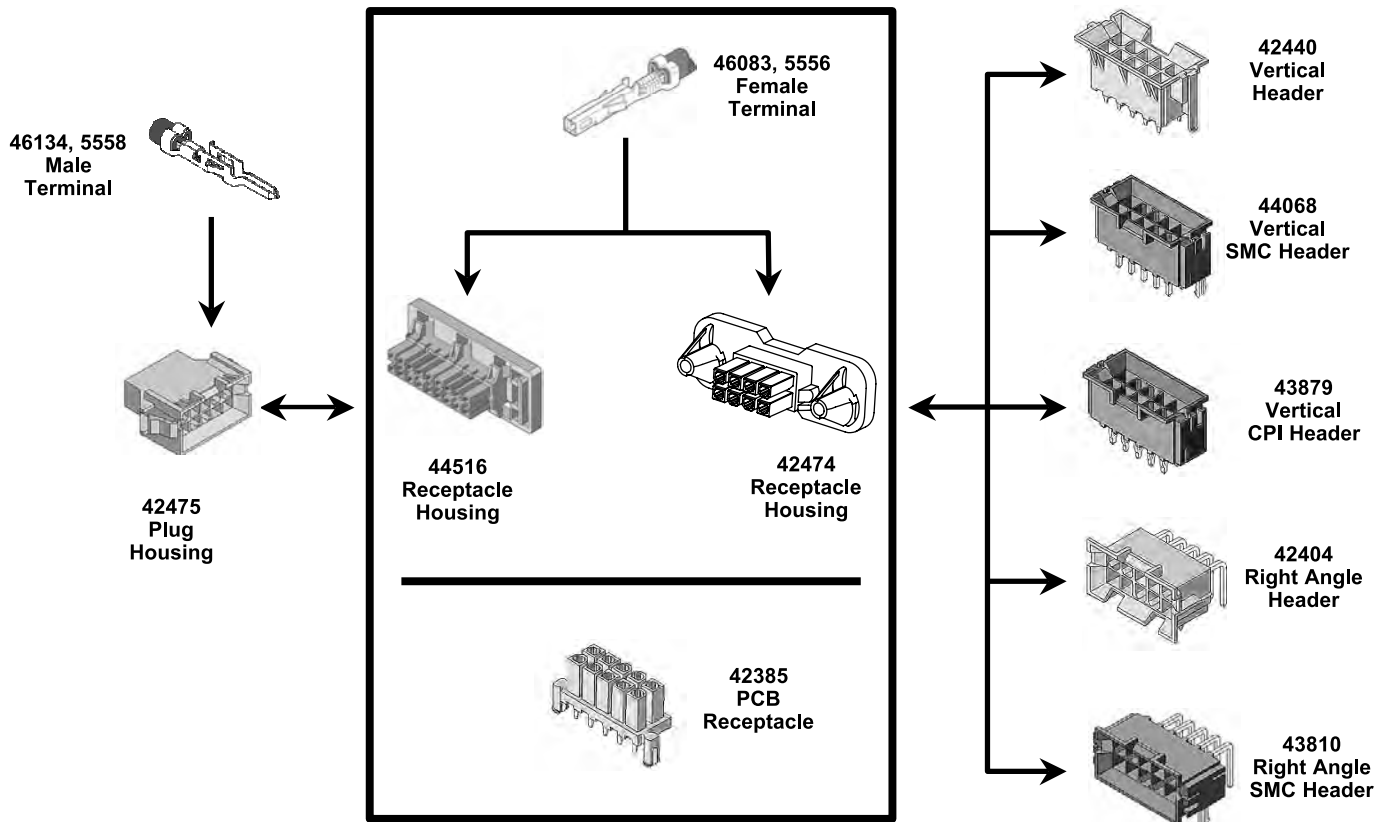 46134, 5558
Male
Terminal
42475
Plug
Housing
46083, 5556
Female
Terminal
44516
Receptacle
Housing
42474
Receptacle
Housing
42385
PCB
Receptacle
42440
Vertical
Header
44068
Vertical
SMC Header
43879
Vertical
CPI Header
42404
Right Angle
Header
43810
Right Angle
SMC Header